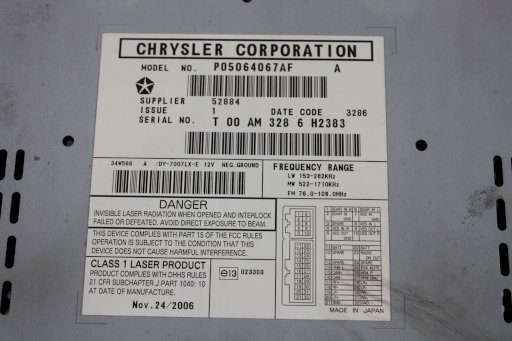 CHRYSLER CORPORATION
MODEL NO. P05064067AF A
SUPPLIER 52884
ISSUE 1 DATE CODE 3286
SERIAL NO. T 00 AM 328 6 H2383
34W566 A /DY-7007LX-E 12V NEG.GROUND
FREQUENCY RANGE
LW 153-282KHz
MW 522-1710KHz
FM 76.0-108.0MHz
DANGER
INVISIBLE LASER RADIATION WHEN OPENED AND INTERLOCK
FAILED OR DEFEATED. AVOID DIRECT EXPOSURE TO BEAM.
THIS DEVICE COMPLIES WITH PART 15 OF THE FCC RULES
OPERATION IS SUBJECT TO THE CONDITION THAT THIS
DEVICE DOES NOT CAUSE HARMFUL INTERFERENCE.
CLASS 1 LASER PRODUCT
PRODUCT COMPLIES WITH DHHS RULES
21 CFR SUBCHAPTER J PART 1040: 10
AT DATE OF MANUFACTURE.
Nov.24/2006
e13 023303
MADE IN JAPAN